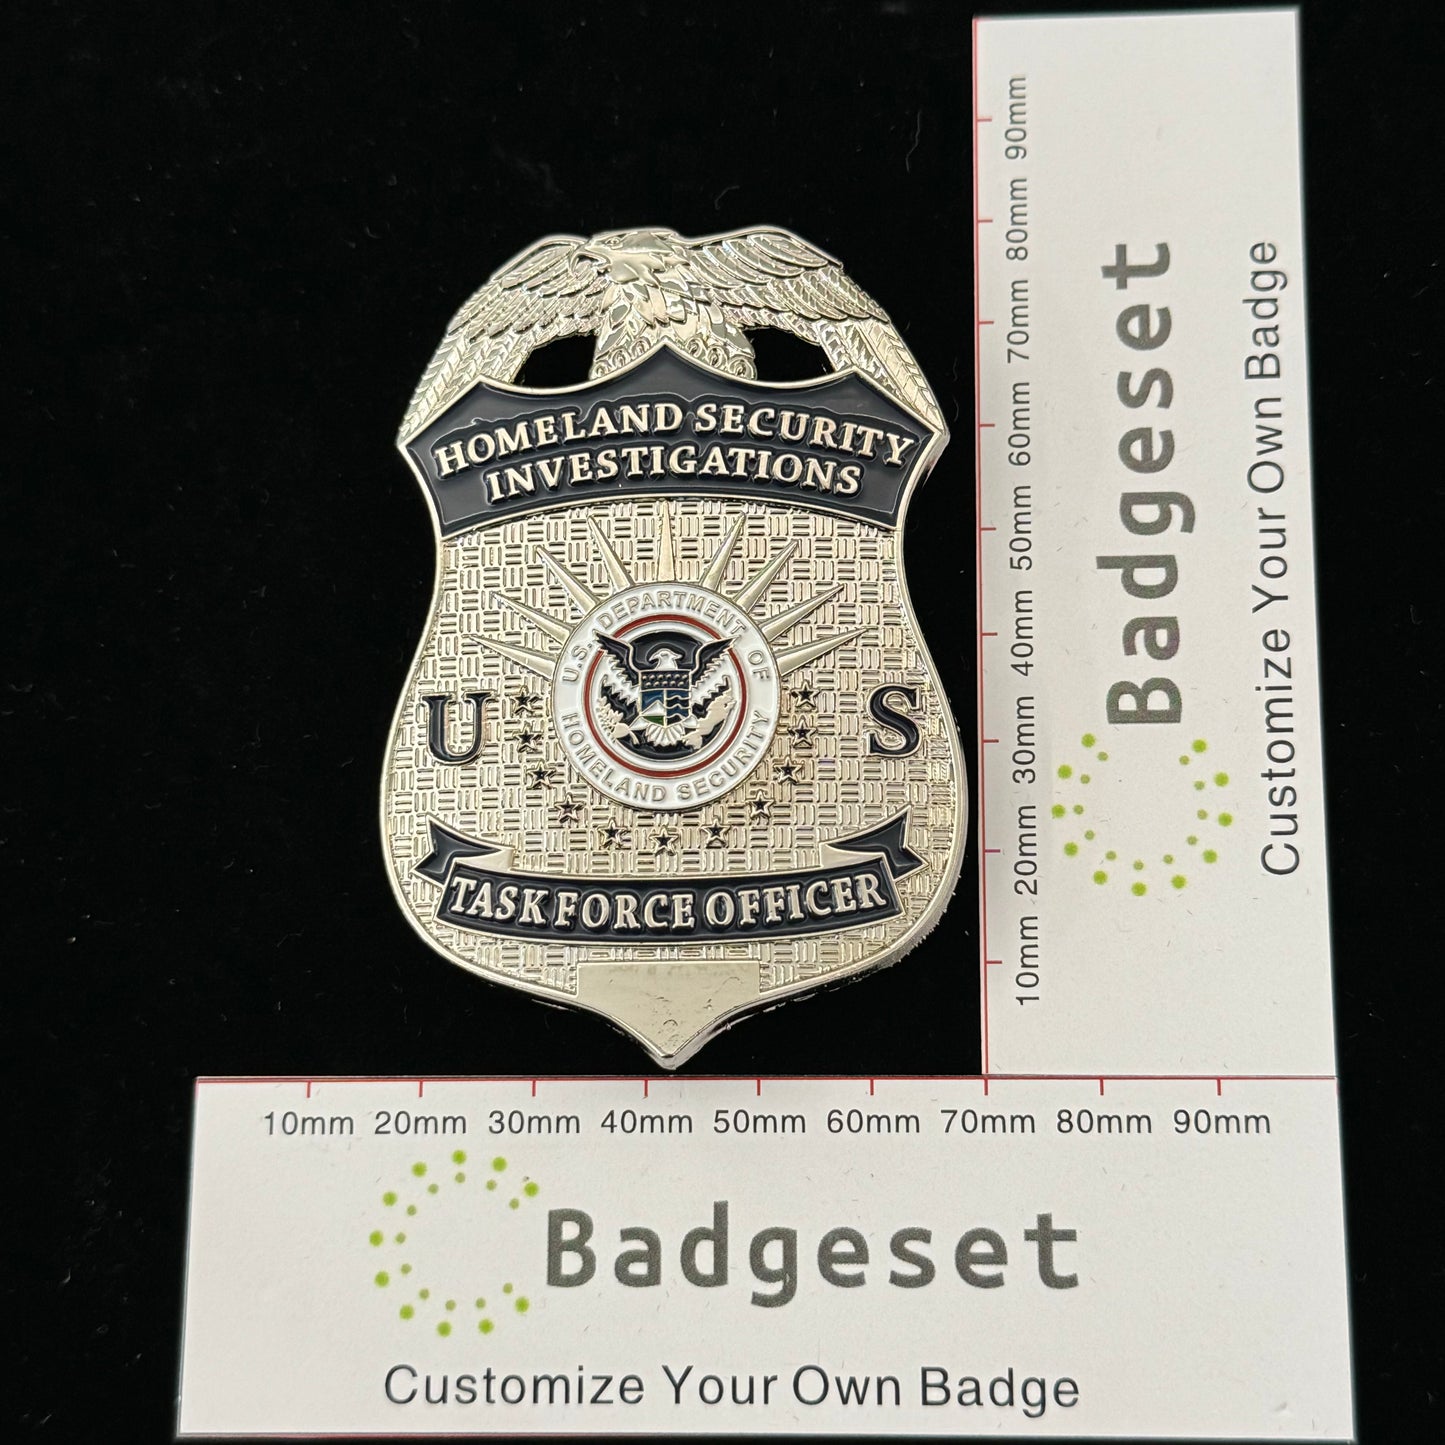 HOMELAND SECURITY
INVESTIGATIONS
U.S. DEPARTMENT OF
HOMELAND SECURITY
U S
TASK FORCE OFFICER
10mm 20mm 30mm 40mm 50mm 60mm 70mm 80mm 90mm
Badgeset
Customize Your Own Badge
10mm 20mm 30mm 40mm 50mm 60mm 70mm 80mm 90mm
Badgeset
Customize Your Own Badge